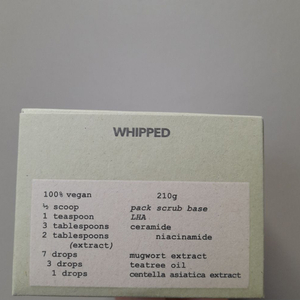 WHIPPED
100% vegan 210g
½ scoop pack scrub base
1 teaspoon LHA
3 tablespoons ceramide
2 tablespoons niacinamide
(extract)
7 drops mugwort extract
3 drops teatree oil
1 drop centella asiatica extract